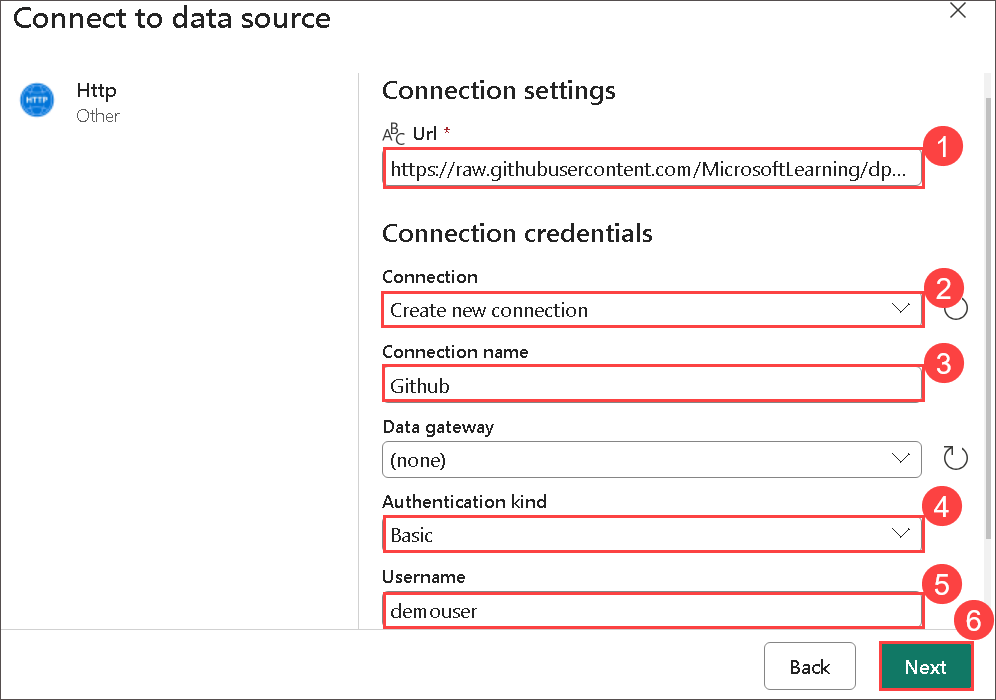 Connect to data source
HTTP
Http
Other
Connection settings
ABC Url *
1
https://raw.githubusercontent.com/MicrosoftLearning/dp...
Connection credentials
Connection
2
Create new connection
Connection name
3
Github
Data gateway
(none)
Authentication kind
4
Basic
Username
5
demouser
6
Back
Next